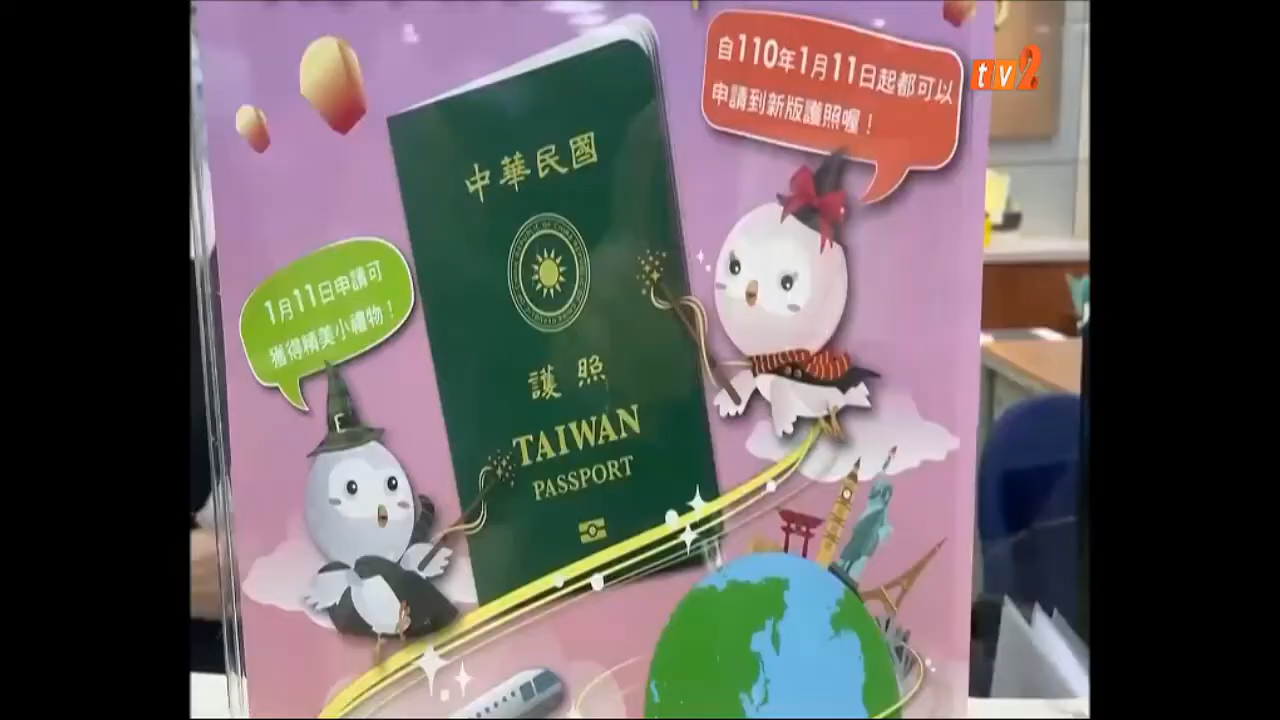 自110年1月11日起都可以
申請到新版護照喔！
tv2
中華民國
1月11日申請可
獲得精美小禮物！
護照
TAIWAN
PASSPORT